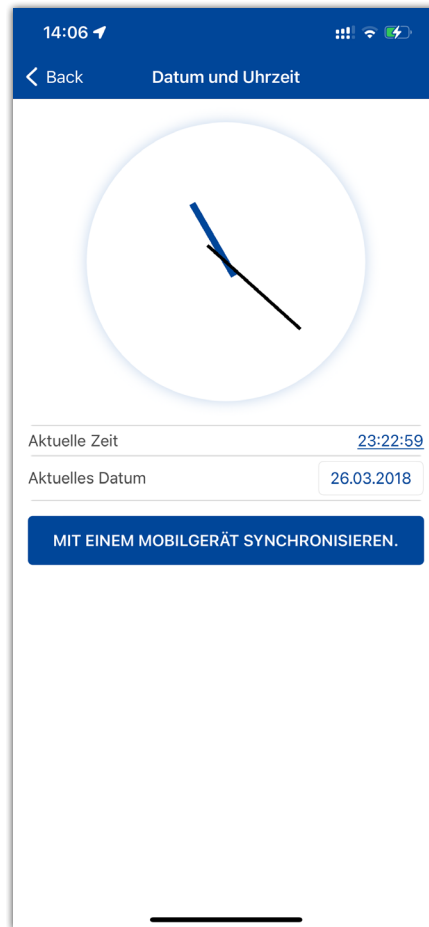 14:06
Back
Datum und Uhrzeit
Aktuelle Zeit 23:22:59
Aktuelles Datum 26.03.2018
MIT EINEM MOBILGERÄT SYNCHRONISIEREN.